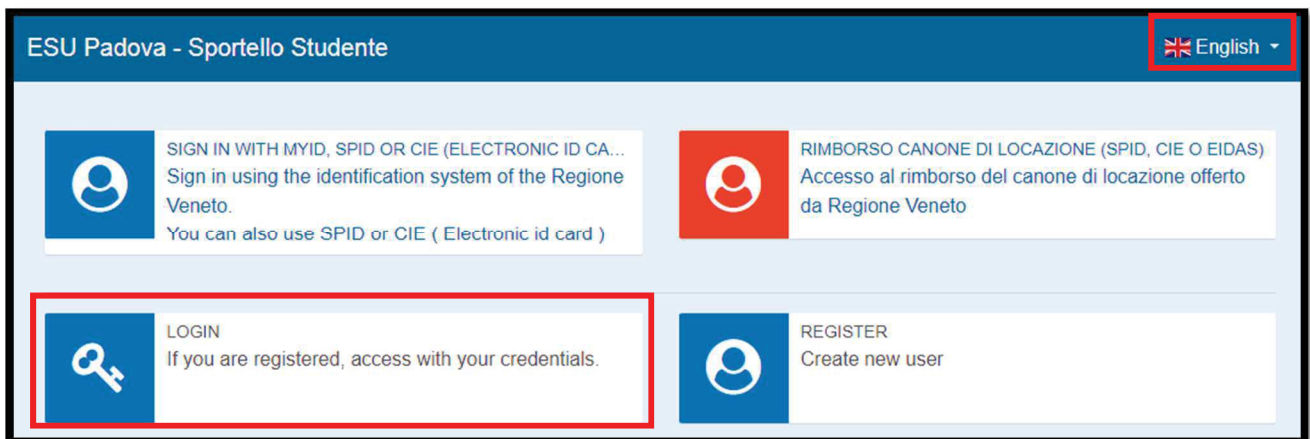 ESU Padova - Sportello Studente
English
SIGN IN WITH MYID, SPID OR CIE (ELECTRONIC ID CA...
Sign in using the identification system of the Regione
Veneto.
You can also use SPID or CIE ( Electronic id card )
RIMBORSO CANONE DI LOCAZIONE (SPID, CIE O EIDAS)
Accesso al rimborso del canone di locazione offerto
da Regione Veneto
LOGIN
If you are registered, access with your credentials.
REGISTER
Create new user